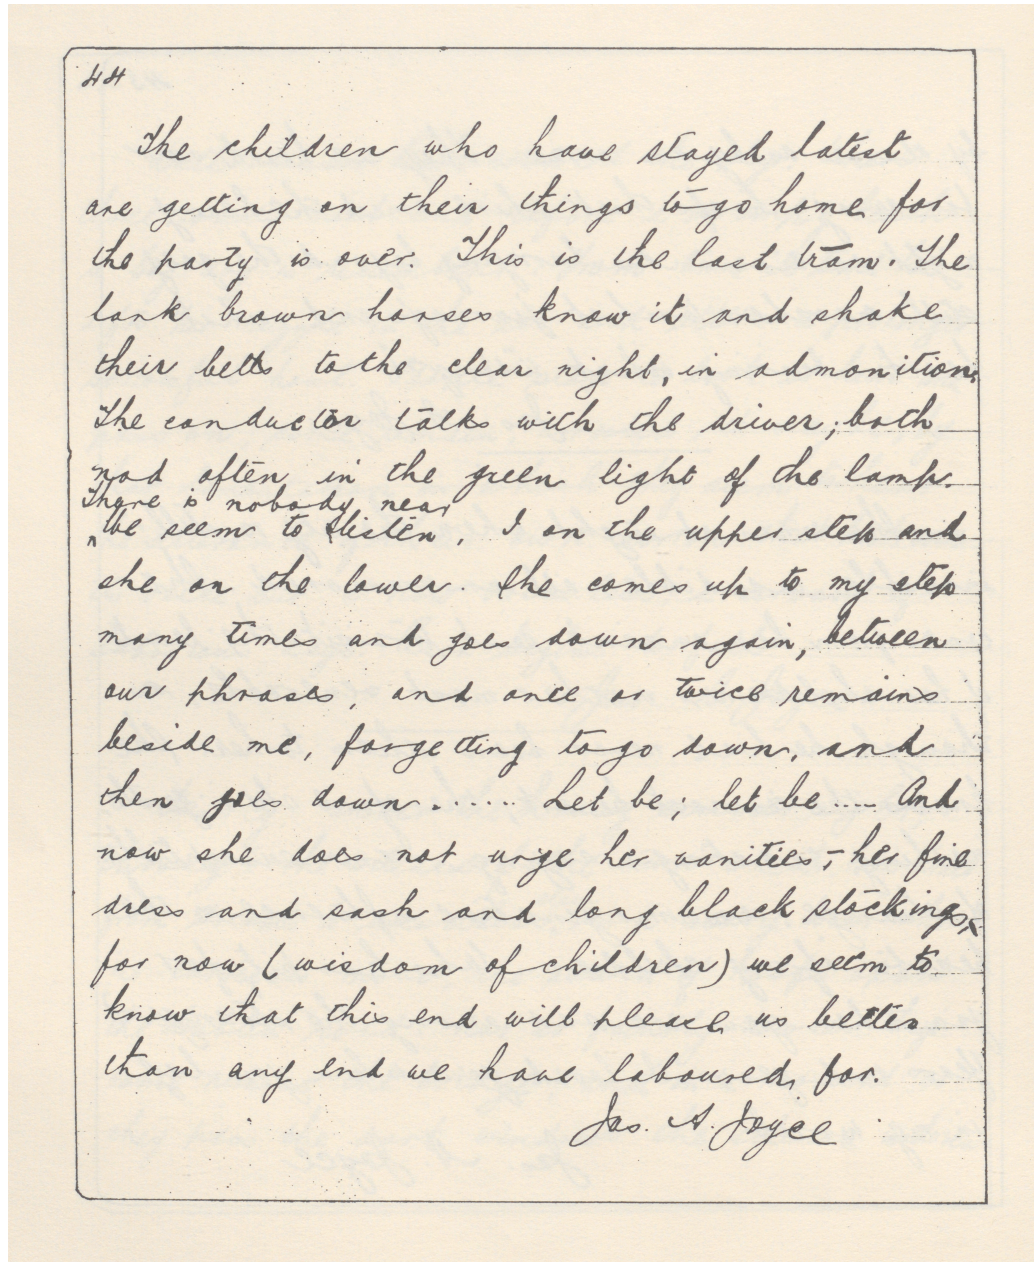 44
The children who have stayed latest
are getting on their things to go home for
the party is over. This is the last tram. The
lank brown horses know it and shake
their bells to the clear night, in admonition.
The conductor talks with the driver; both
nod often in the green light of the lamp.
There is nobody near
We seem to listen, I on the upper step and
she on the lower. She comes up to my step
many times and goes down again, between
our phrases, and once or twice remains
beside me, forgetting to go down, and
then goes down ...... Let be; let be .... And
now she does not urge her vanities, – her fine
dress and sash and long black stockings, –
for now (wisdom of children) we seem to
know that this end will please us better
than any end we have laboured for.
Jas. A. Joyce